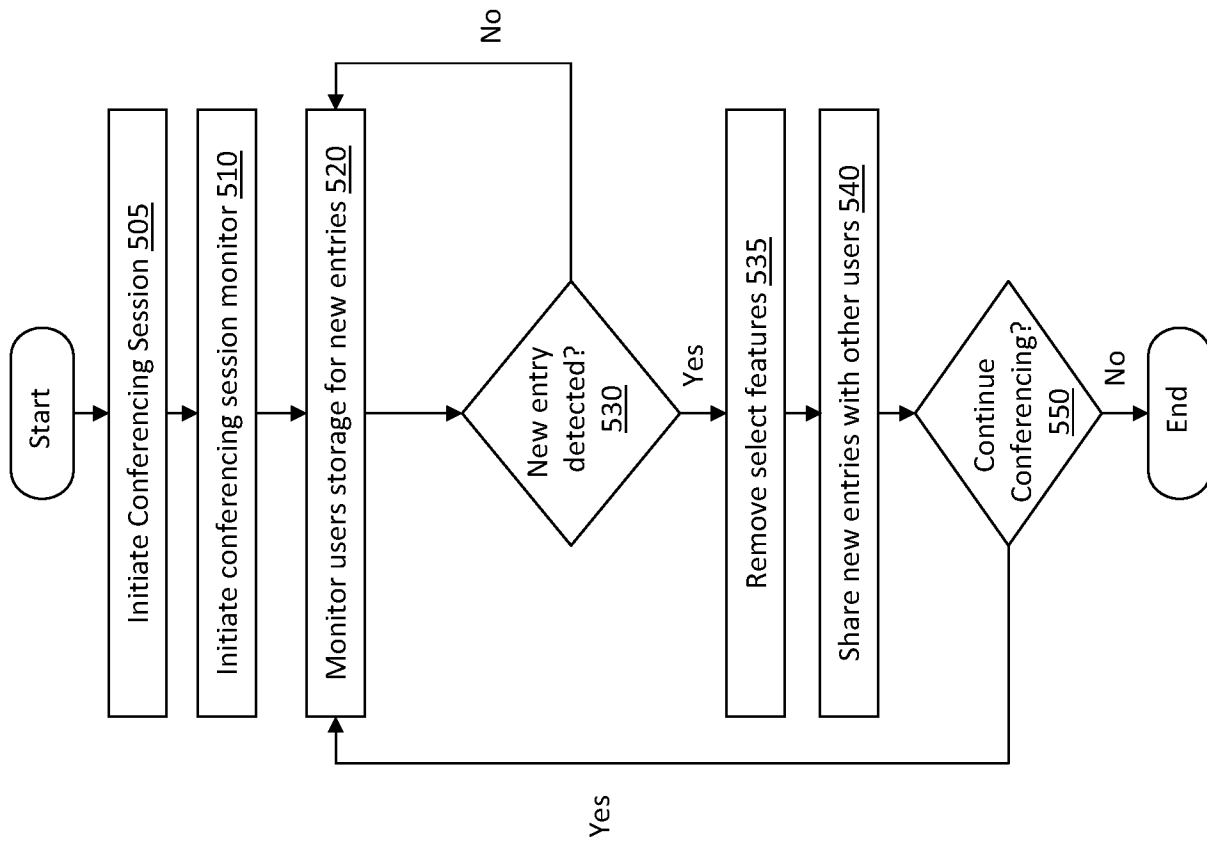 Start
Initiate Conferencing Session 505
Initiate conferencing session monitor 510
Monitor users storage for new entries 520
New entry
detected?
530
No
Yes
Remove select features 535
Share new entries with other users 540
Continue
Conferencing?
550
Yes
No
End